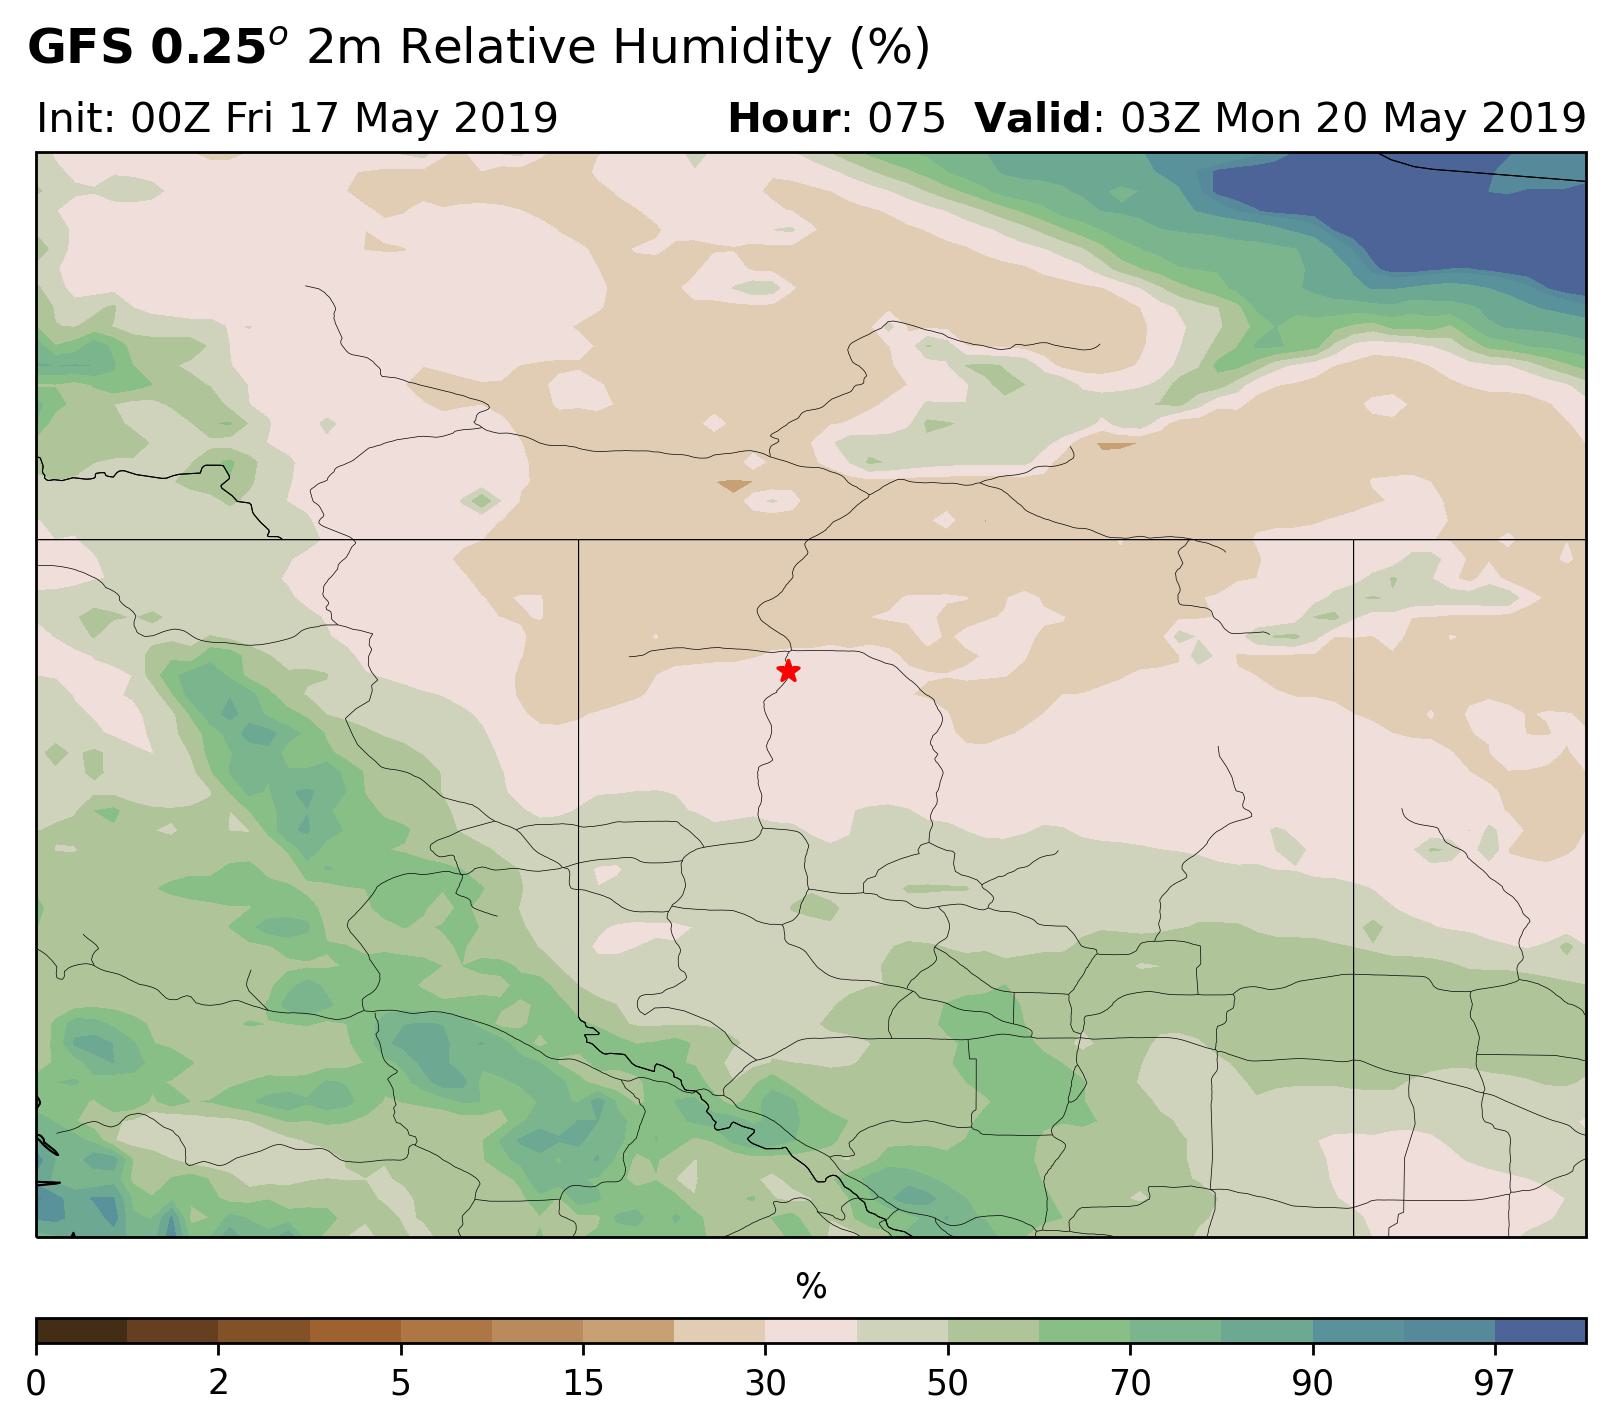 GFS 0.25° 2m Relative Humidity (%)
Init: 00Z Fri 17 May 2019 Hour: 075 Valid: 03Z Mon 20 May 2019
%
0 2 5 15 30 50 70 90 97